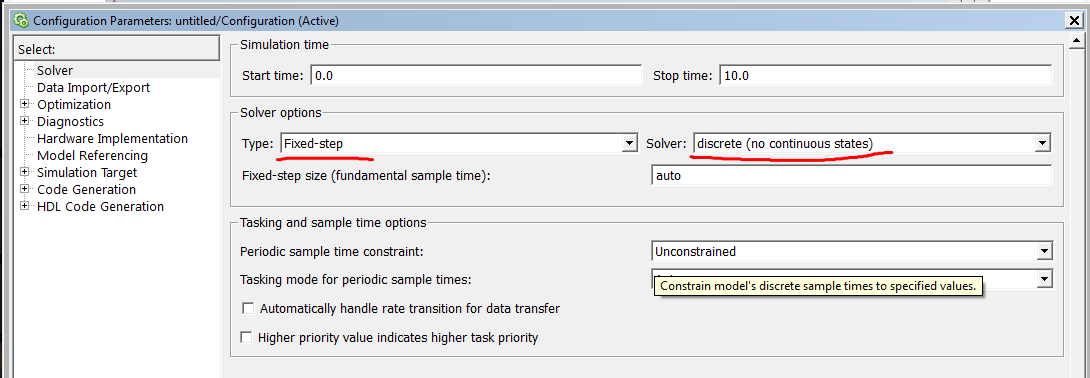 Configuration Parameters: untitled/Configuration (Active)
Select:
Solver
Data Import/Export
Optimization
Diagnostics
Hardware Implementation
Model Referencing
Simulation Target
Code Generation
HDL Code Generation
Simulation time
Start time: 0.0 Stop time: 10.0
Solver options
Type: Fixed-step Solver: discrete (no continuous states)
Fixed-step size (fundamental sample time): auto
Tasking and sample time options
Periodic sample time constraint: Unconstrained
Tasking mode for periodic sample times:
Constrain model's discrete sample times to specified values.
Automatically handle rate transition for data transfer
Higher priority value indicates higher task priority